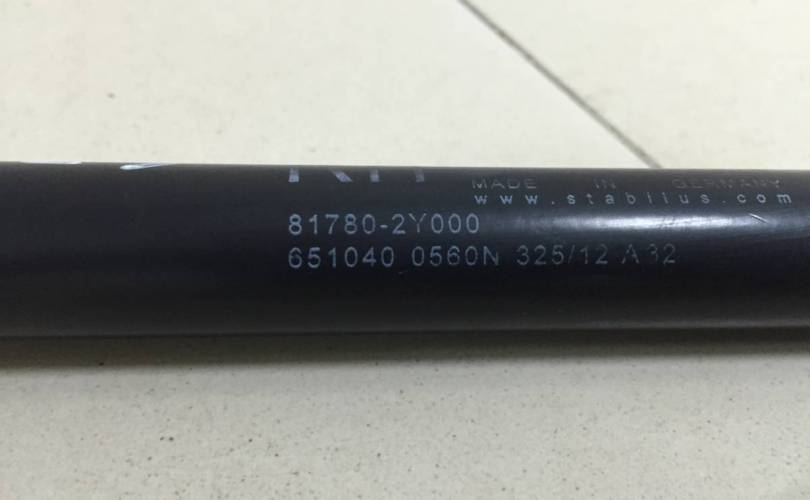 MADE IN GERMANY
www.stabilus.com
81780-2Y000
651040 0560N 325/12 A32